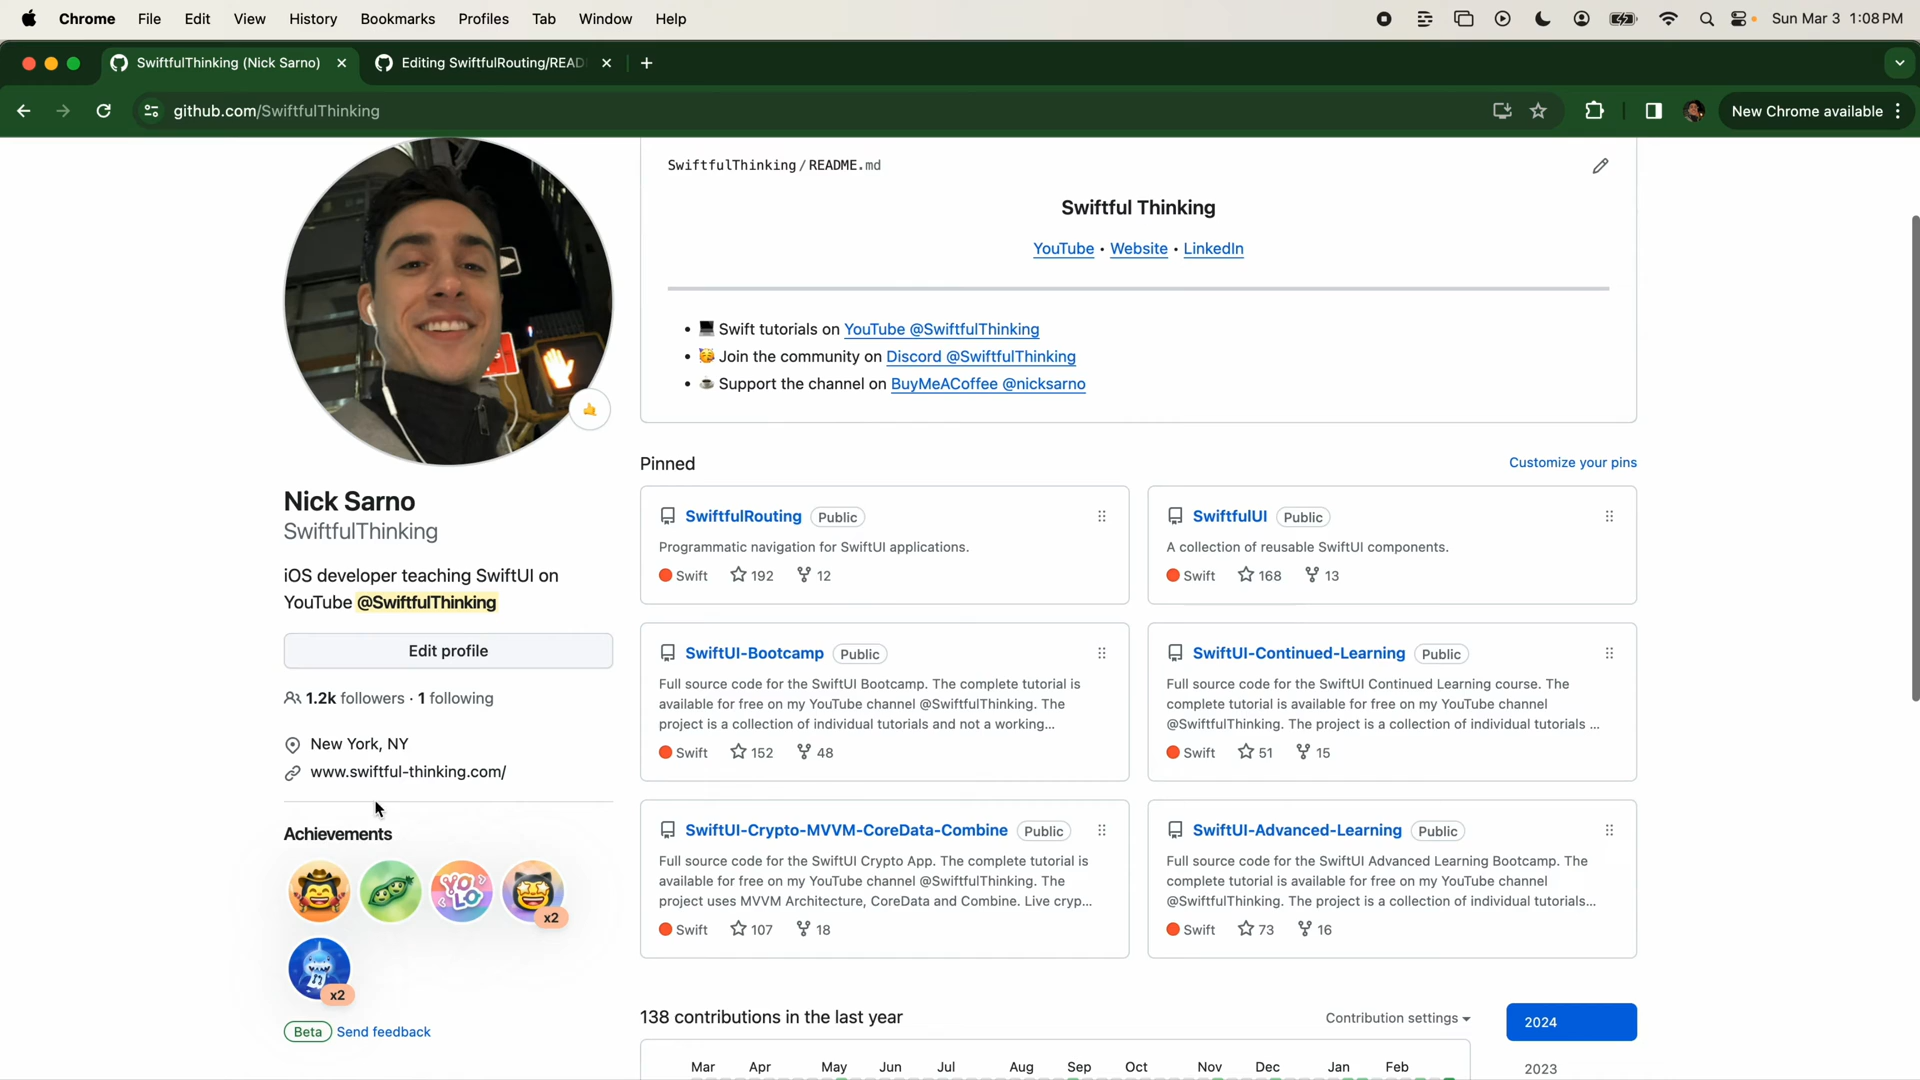 Chrome File Edit View History Bookmarks Profiles Tab Window Help
Sun Mar 3 1:08 PM
SwiftfulThinking (Nick Sarno)
Editing SwiftfulRouting/READ
github.com/SwiftfulThinking
New Chrome available
SwiftfulThinking / README.md
Swiftful Thinking
YouTube • Website • LinkedIn
• Swift tutorials on YouTube @SwiftfulThinking
• Join the community on Discord @SwiftfulThinking
• Support the channel on BuyMeACoffee @nicksarno
Nick Sarno
SwiftfulThinking
iOS developer teaching SwiftUI on
YouTube @SwiftfulThinking
Edit profile
1.2k followers · 1 following
New York, NY
www.swiftful-thinking.com/
Achievements
YOLO
x2
x2
Beta Send feedback
Pinned
Customize your pins
SwiftfulRouting Public
Programmatic navigation for SwiftUI applications.
Swift 192 12
SwiftfulUI Public
A collection of reusable SwiftUI components.
Swift 168 13
SwiftUI-Bootcamp Public
Full source code for the SwiftUI Bootcamp. The complete tutorial is
available for free on my YouTube channel @SwiftfulThinking. The
project is a collection of individual tutorials and not a working...
Swift 152 48
SwiftUI-Continued-Learning Public
Full source code for the SwiftUI Continued Learning course. The
complete tutorial is available for free on my YouTube channel
@SwiftfulThinking. The project is a collection of individual tutorials ...
Swift 51 15
SwiftUI-Crypto-MVVM-CoreData-Combine Public
Full source code for the SwiftUI Crypto App. The complete tutorial is
available for free on my YouTube channel @SwiftfulThinking. The
project uses MVVM Architecture, CoreData and Combine. Live cryp...
Swift 107 18
SwiftUI-Advanced-Learning Public
Full source code for the SwiftUI Advanced Learning Bootcamp. The
complete tutorial is available for free on my YouTube channel
@SwiftfulThinking. The project is a collection of individual tutorials...
Swift 73 16
138 contributions in the last year
Contribution settings
2024
2023
Mar Apr May Jun Jul Aug Sep Oct Nov Dec Jan Feb